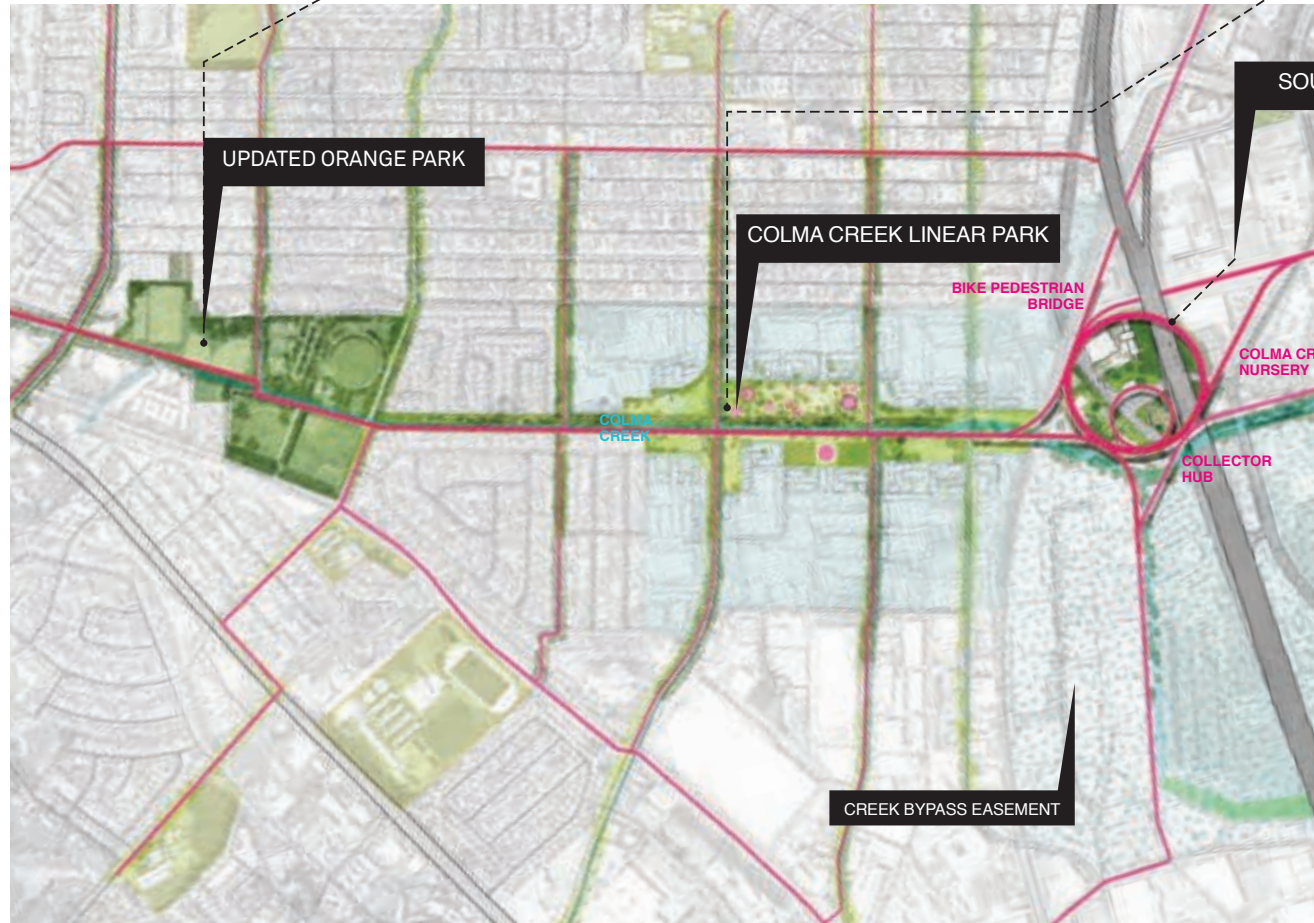 SOU
UPDATED ORANGE PARK
COLMA CREEK LINEAR PARK
BIKE PEDESTRIAN
BRIDGE
COLMA CR
NURSERY
COLMA
CREEK
COLLECTOR
HUB
CREEK BYPASS EASEMENT